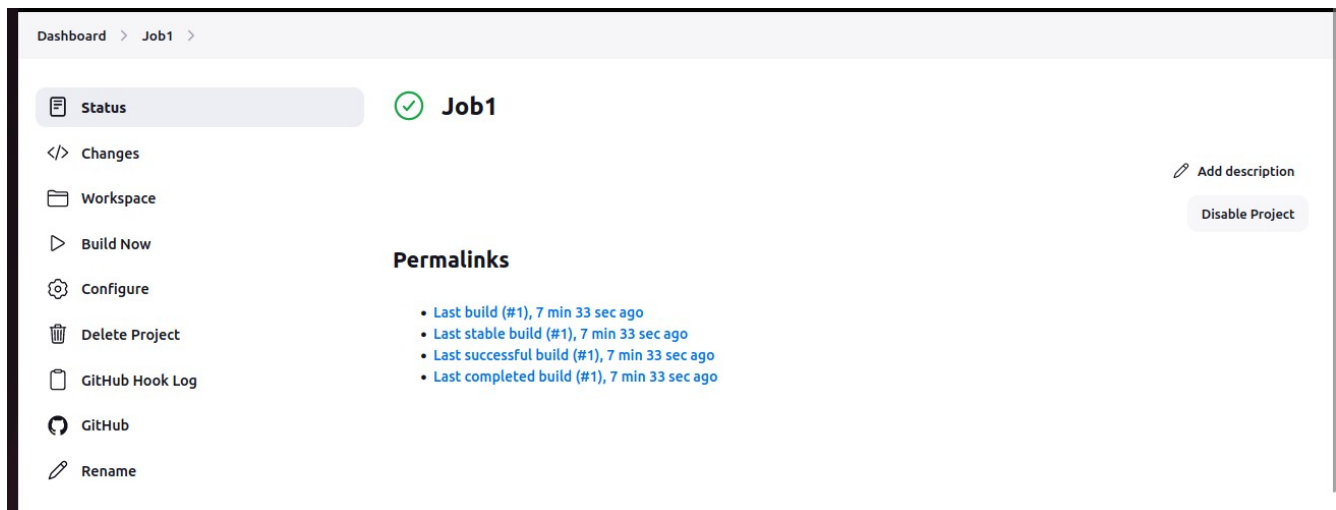 Dashboard > Job1 >
Status
Changes
Workspace
Build Now
Configure
Delete Project
GitHub Hook Log
GitHub
Rename
Job1
Add description
Disable Project
Permalinks
• Last build (#1), 7 min 33 sec ago
• Last stable build (#1), 7 min 33 sec ago
• Last successful build (#1), 7 min 33 sec ago
• Last completed build (#1), 7 min 33 sec ago